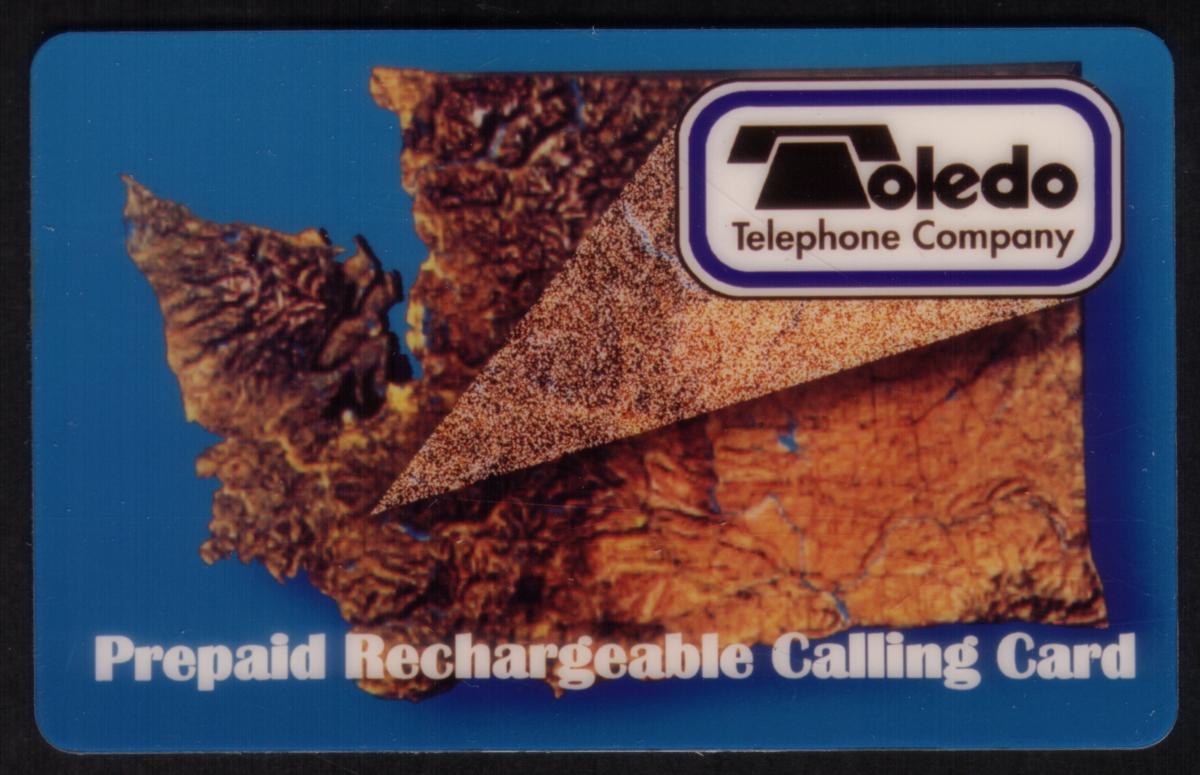 Toledo
Telephone Company
Prepaid Rechargeable Calling Card